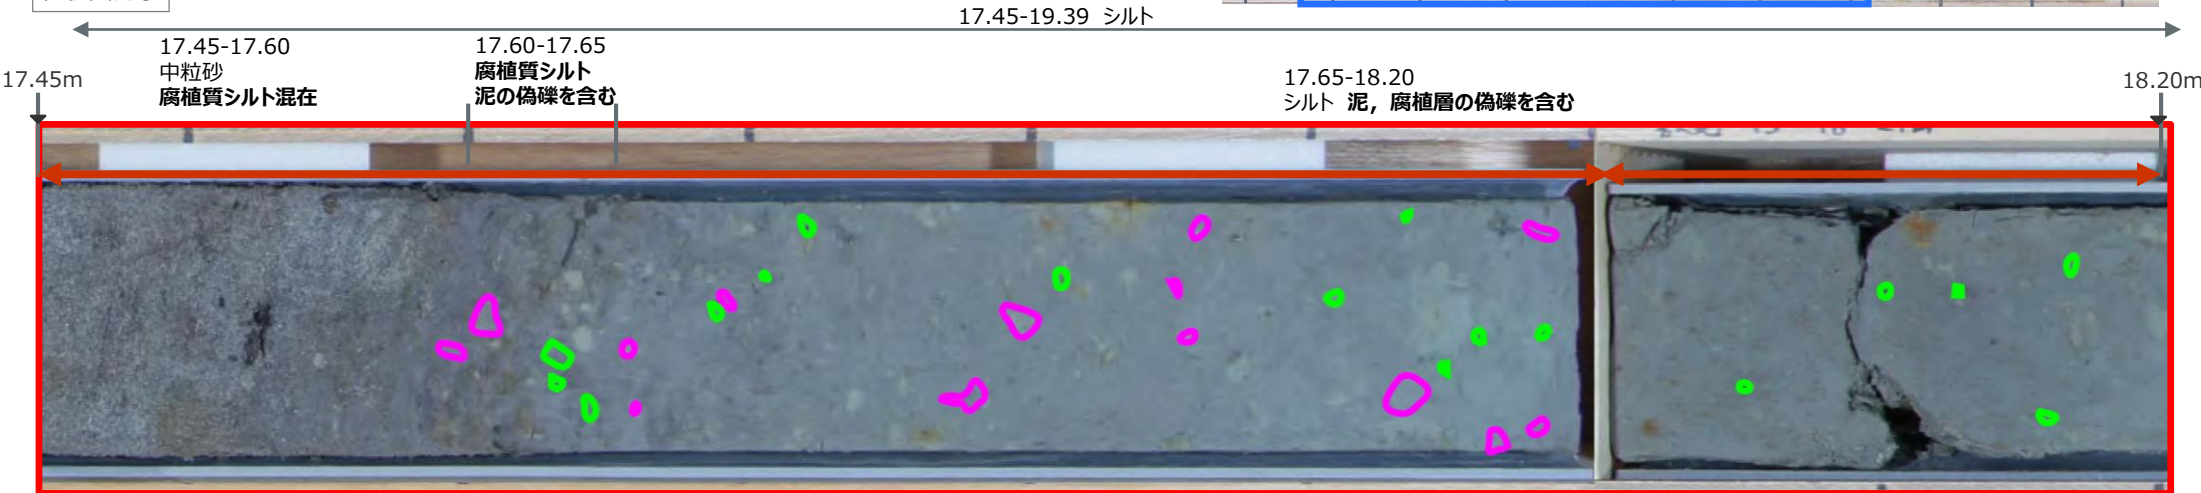 17.45-19.39 シルト
17.45-17.60
中粒砂
腐植質シルト混在
17.60-17.65
腐植質シルト
泥の偽礫を含む
17.65-18.20
シルト 泥，腐植層の偽礫を含む
17.45m
18.20m